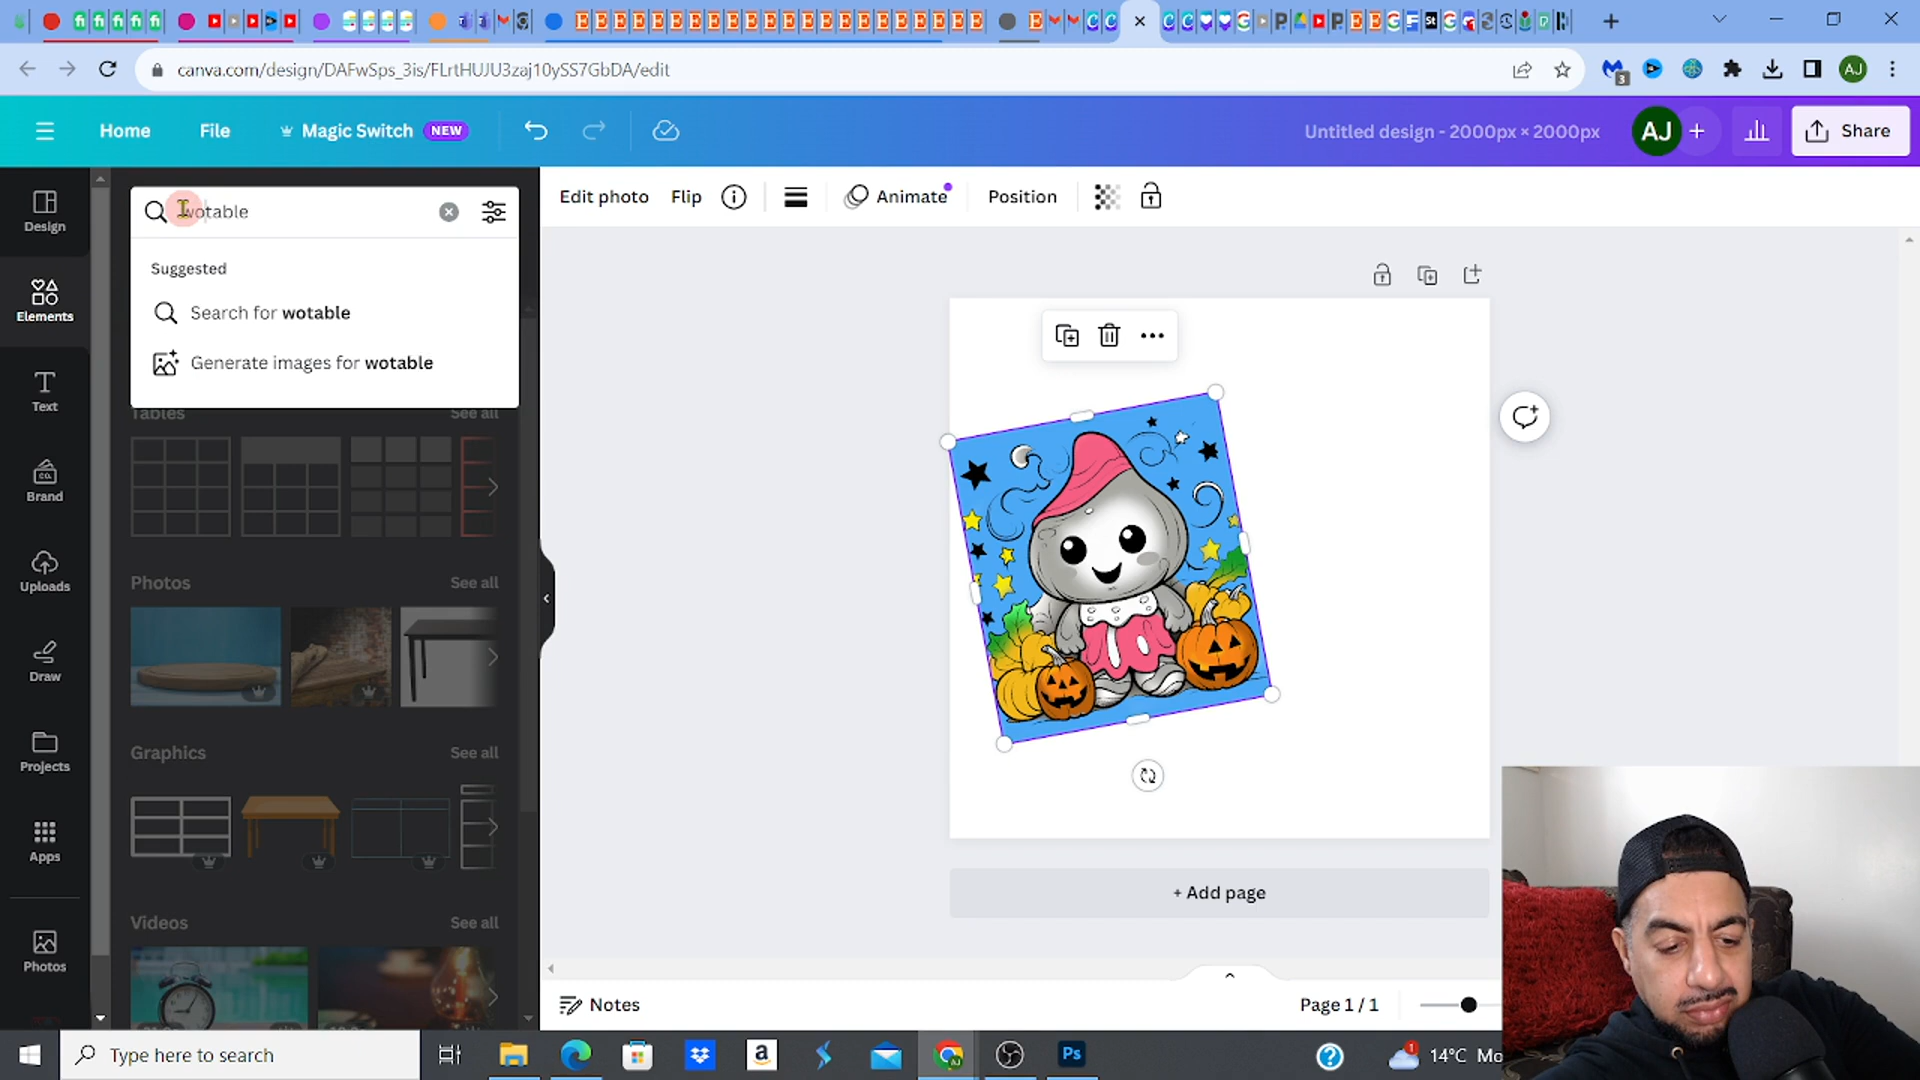 canva.com/design/DAFwSps_3is/FLrtHUJU3zaj10ySS7GbDA/edit
3
AJ
Home
File
Magic Switch
NEW
Untitled design - 2000px × 2000px
AJ
Share
Design
Elements
Text
Brand
Uploads
Draw
Projects
Apps
Photos
wotable
Suggested
Search for wotable
Generate images for wotable
Tables
See all
Photos
See all
Graphics
See all
Videos
See all
Edit photo
Flip
Animate
Position
+ Add page
Notes
Page 1 / 1
Type here to search
14°C